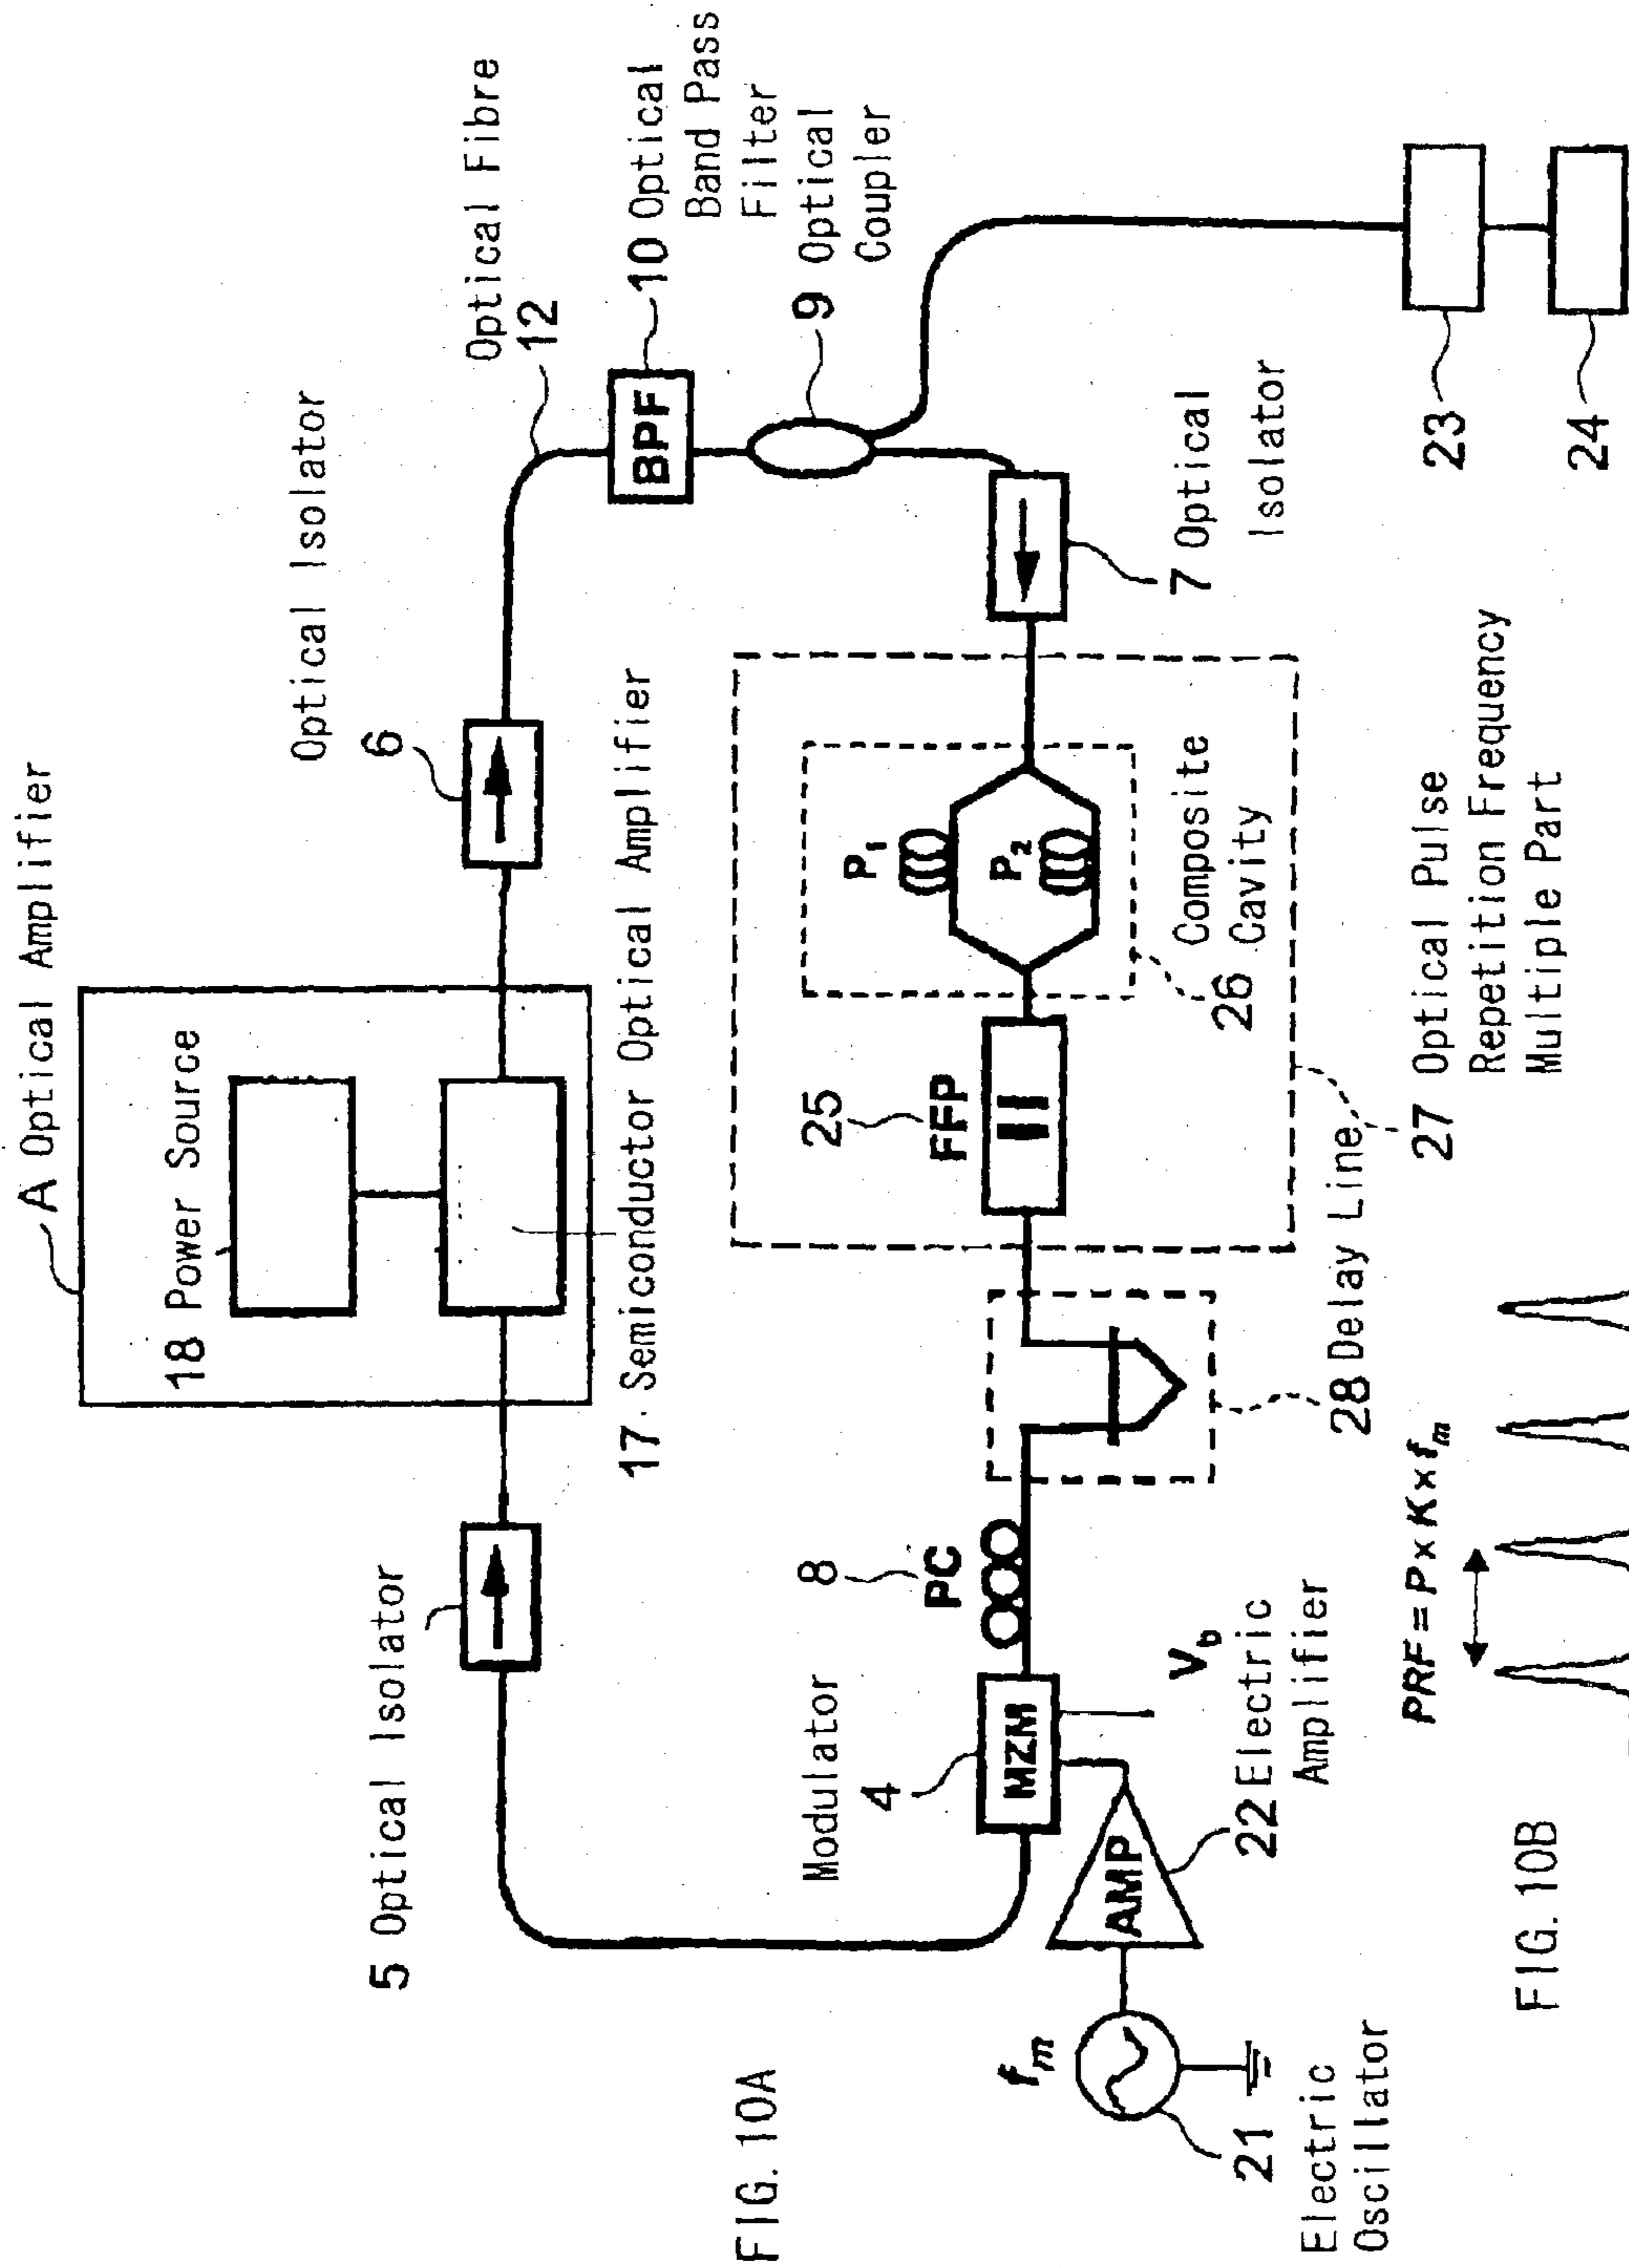 A Optical Amplifier
18 Power Source
17 Semiconductor Optical Amplifier
5 Optical Isolator
Optical Isolator
6
Optical Fibre
12
BPF
10 Optical
Band Pass
Filter
9 Optical
Coupler
7 Optical
Isolator
23
24
P1
P2
Composite
26 Cavity
25
FFP
27 Optical Pulse
Repetition Frequency
Multiple Part
28 Delay Line
8
PC
Modulator
4
MZM
Vb
22 Electric
Amplifier
AMP
fm
21
Electric
Oscillator
FIG. 10A
PRF = P x K x fm
FIG. 10B